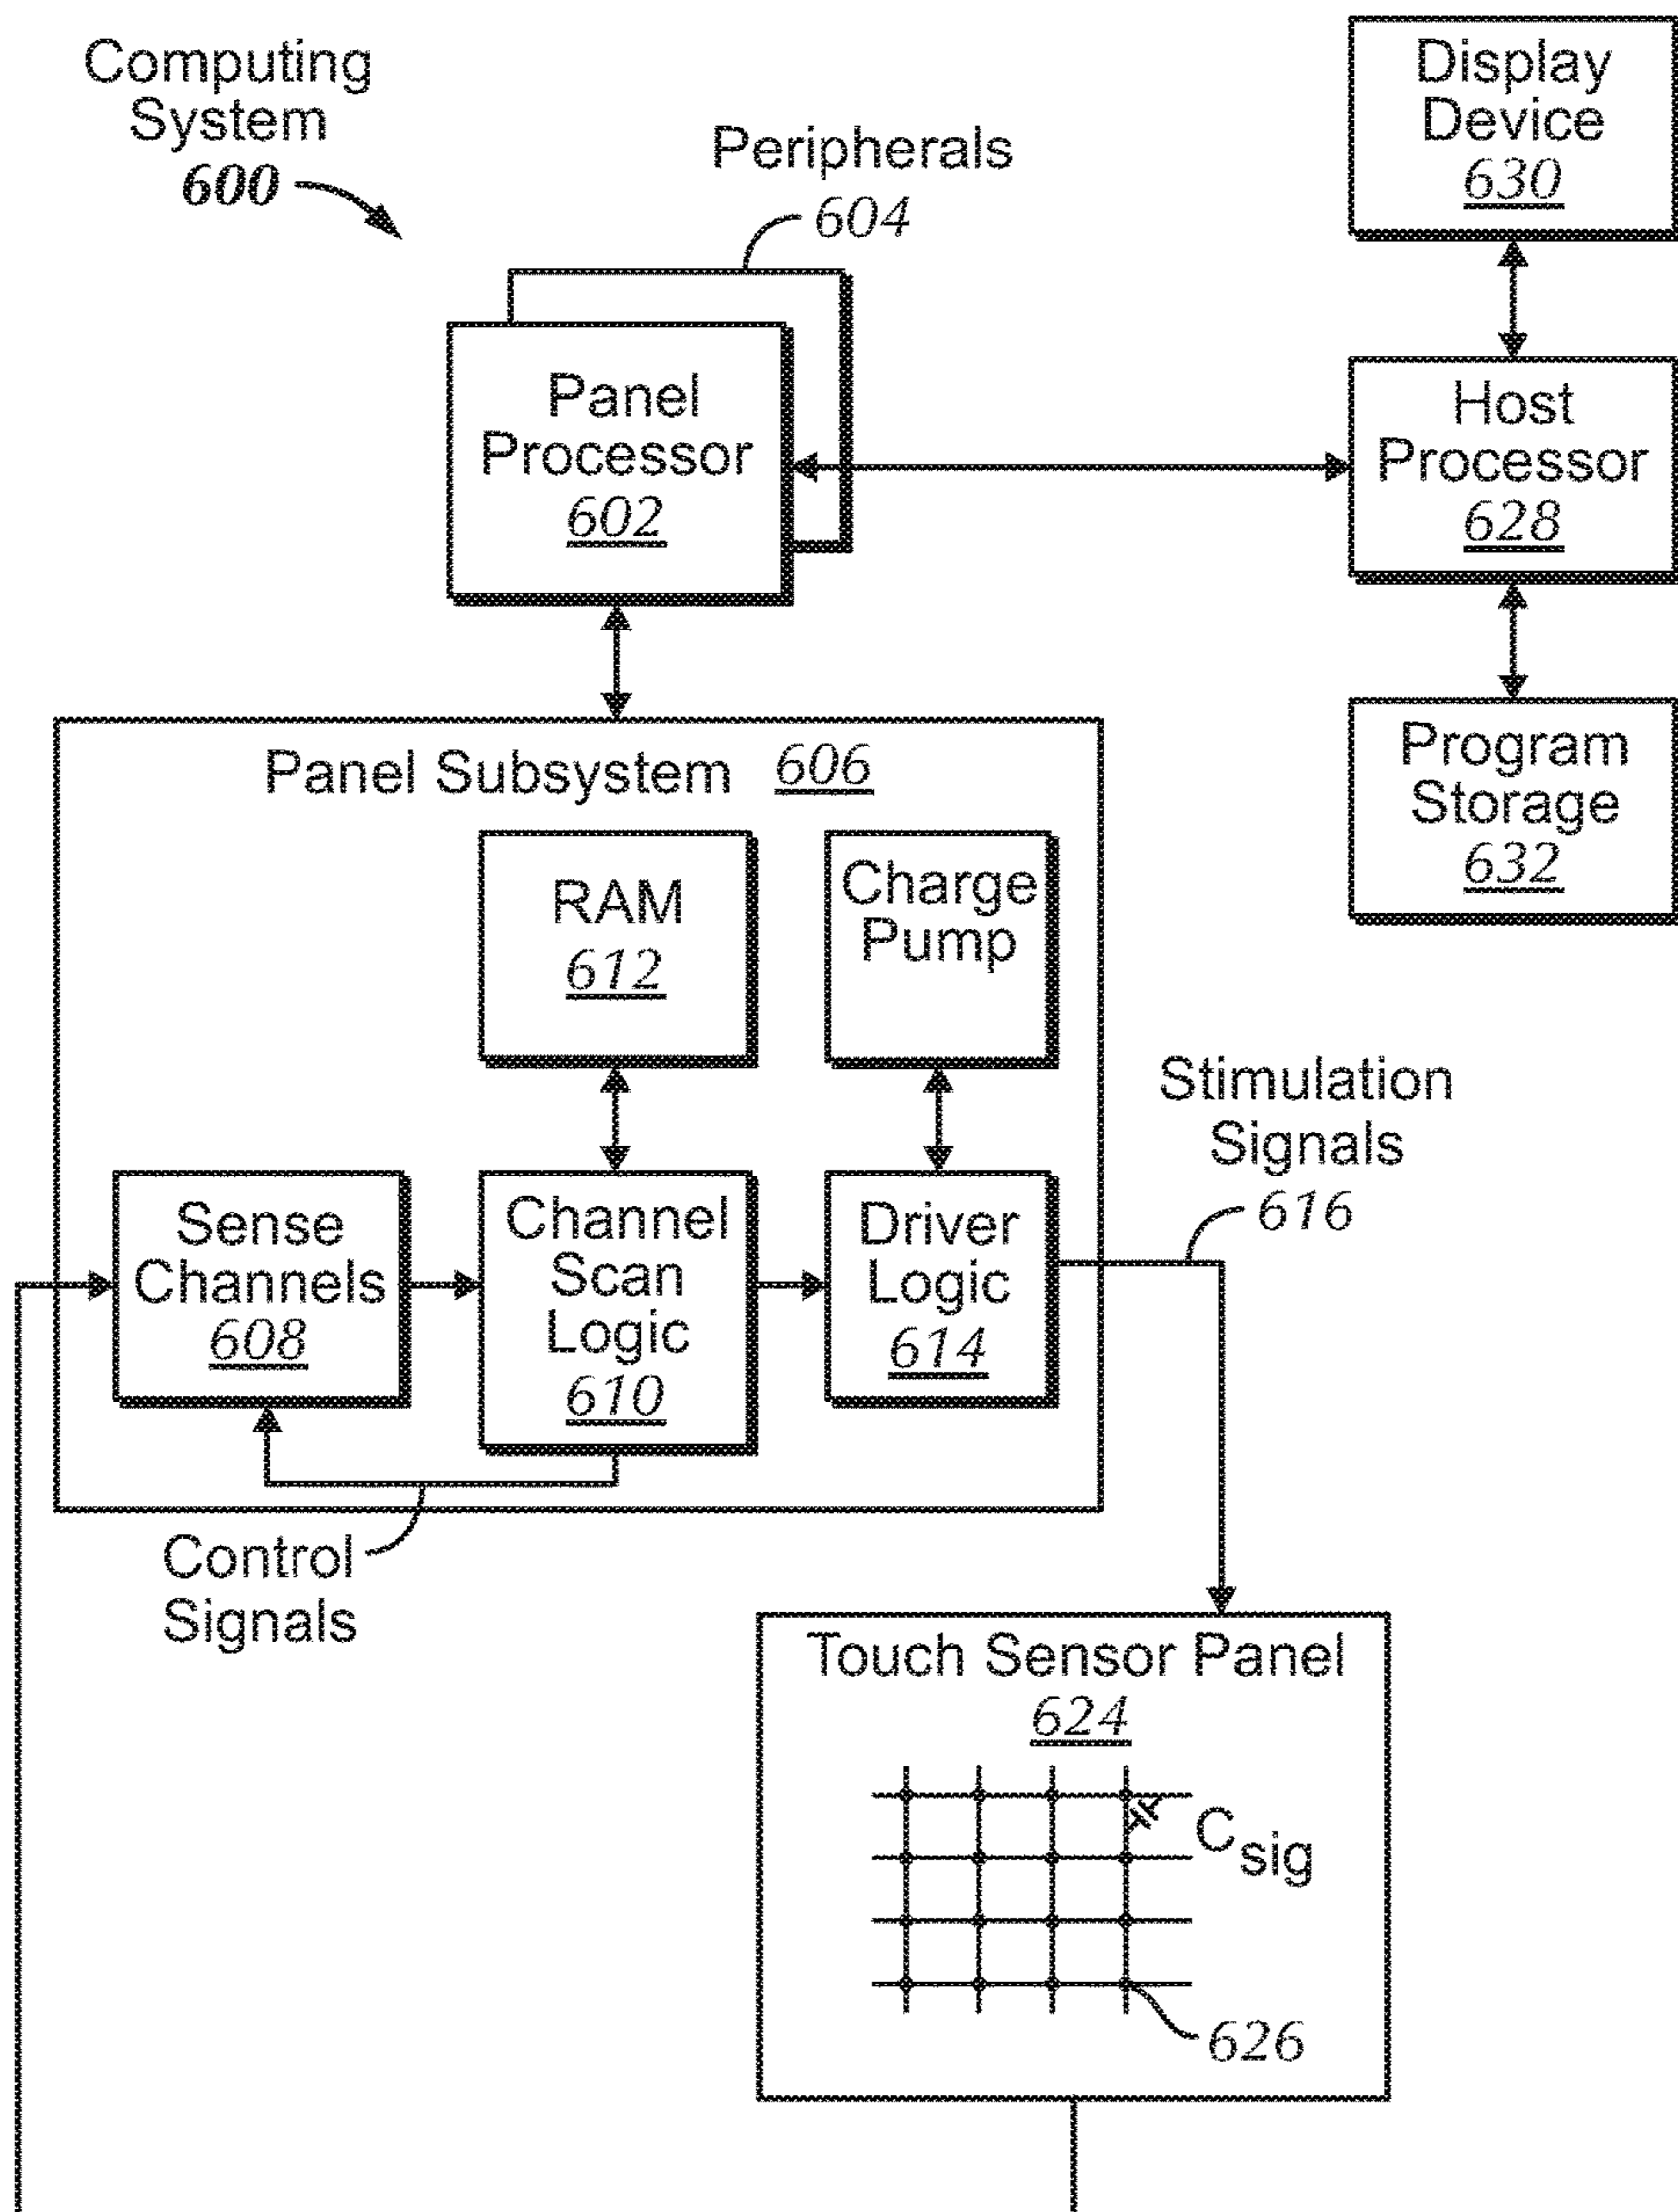 Computing
System
600
Peripherals
604
Display
Device
630
Panel
Processor
602
Host
Processor
628
Program
Storage
632
Panel Subsystem 606
RAM
612
Charge
Pump
Stimulation
Signals
616
Sense
Channels
608
Channel
Scan
Logic
610
Driver
Logic
614
Control
Signals
Touch Sensor Panel
624
Csig
626